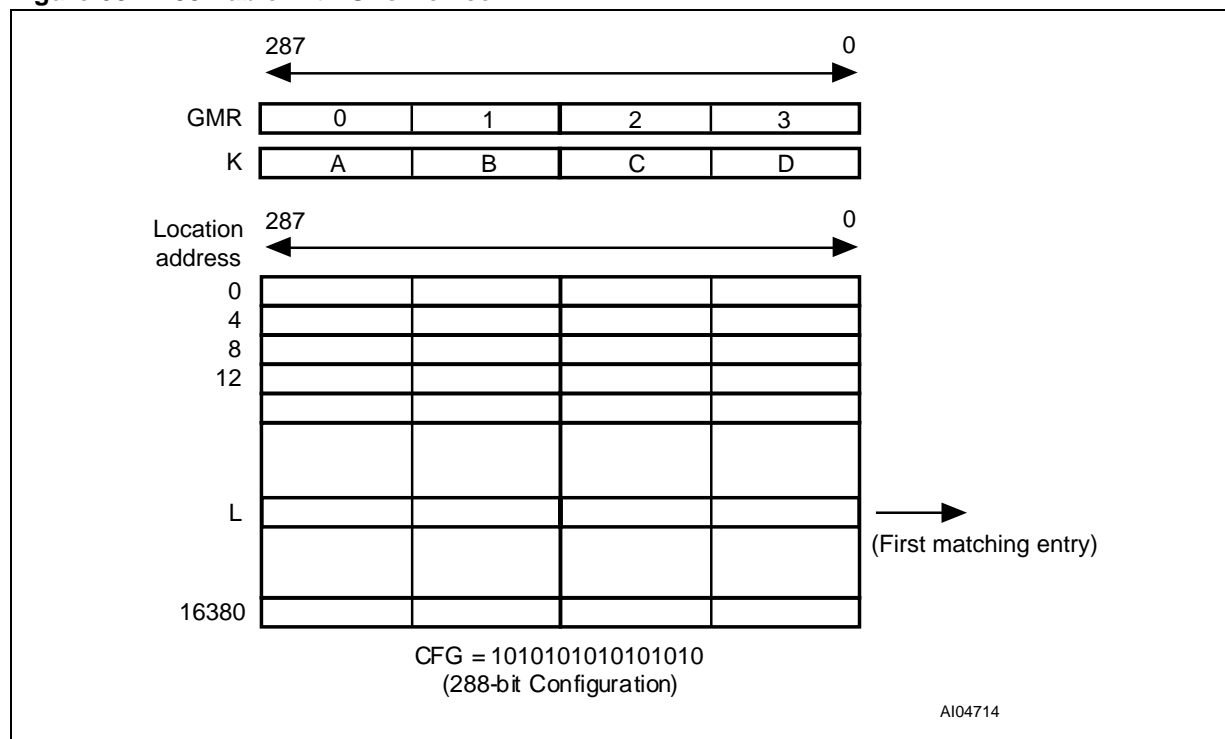 287 0
GMR 0 1 2 3
K A B C D
Location address
287 0
0
4
8
12
L
(First matching entry)
16380
CFG = 1010101010101010
(288-bit Configuration)
AI04714